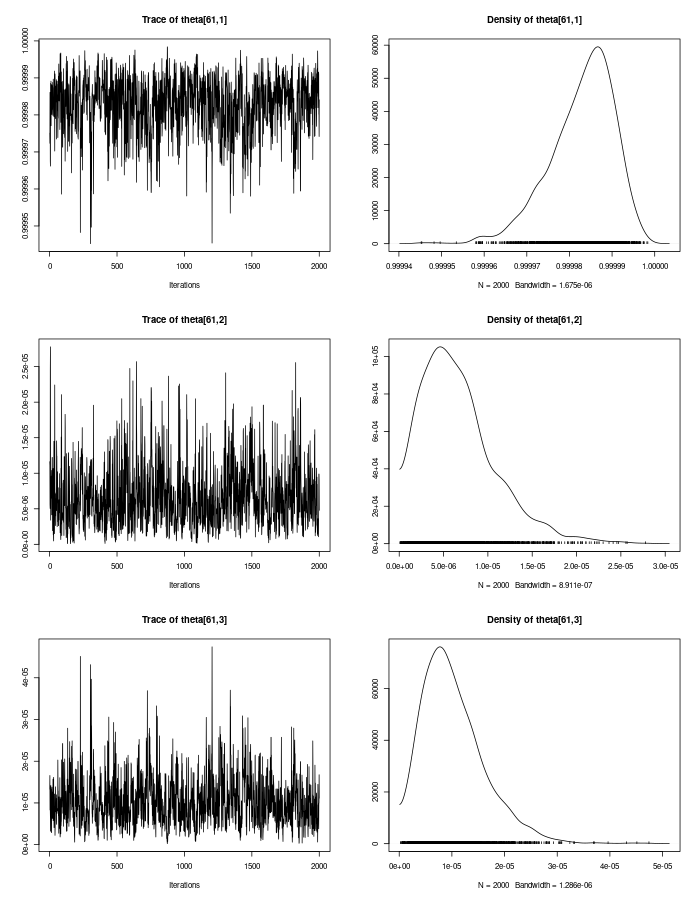 Trace of theta[61,1]
0.99995 0.99996 0.99997 0.99998 0.99999 1.00000
0 500 1000 1500 2000
Iterations
Density of theta[61,1]
0 10000 20000 30000 40000 50000 60000
0.99994 0.99995 0.99996 0.99997 0.99998 0.99999 1.00000
N = 2000 Bandwidth = 1.675e-06
Trace of theta[61,2]
0.0e+00 5.0e-06 1.0e-05 1.5e-05 2.0e-05 2.5e-05
0 500 1000 1500 2000
Iterations
Density of theta[61,2]
0e+00 2e+04 4e+04 6e+04 8e+04 1e+05
0.0e+00 5.0e-06 1.0e-05 1.5e-05 2.0e-05 2.5e-05 3.0e-05
N = 2000 Bandwidth = 8.911e-07
Trace of theta[61,3]
0e+00 1e-05 2e-05 3e-05 4e-05
0 500 1000 1500 2000
Iterations
Density of theta[61,3]
0 20000 40000 60000
0e+00 1e-05 2e-05 3e-05 4e-05 5e-05
N = 2000 Bandwidth = 1.286e-06